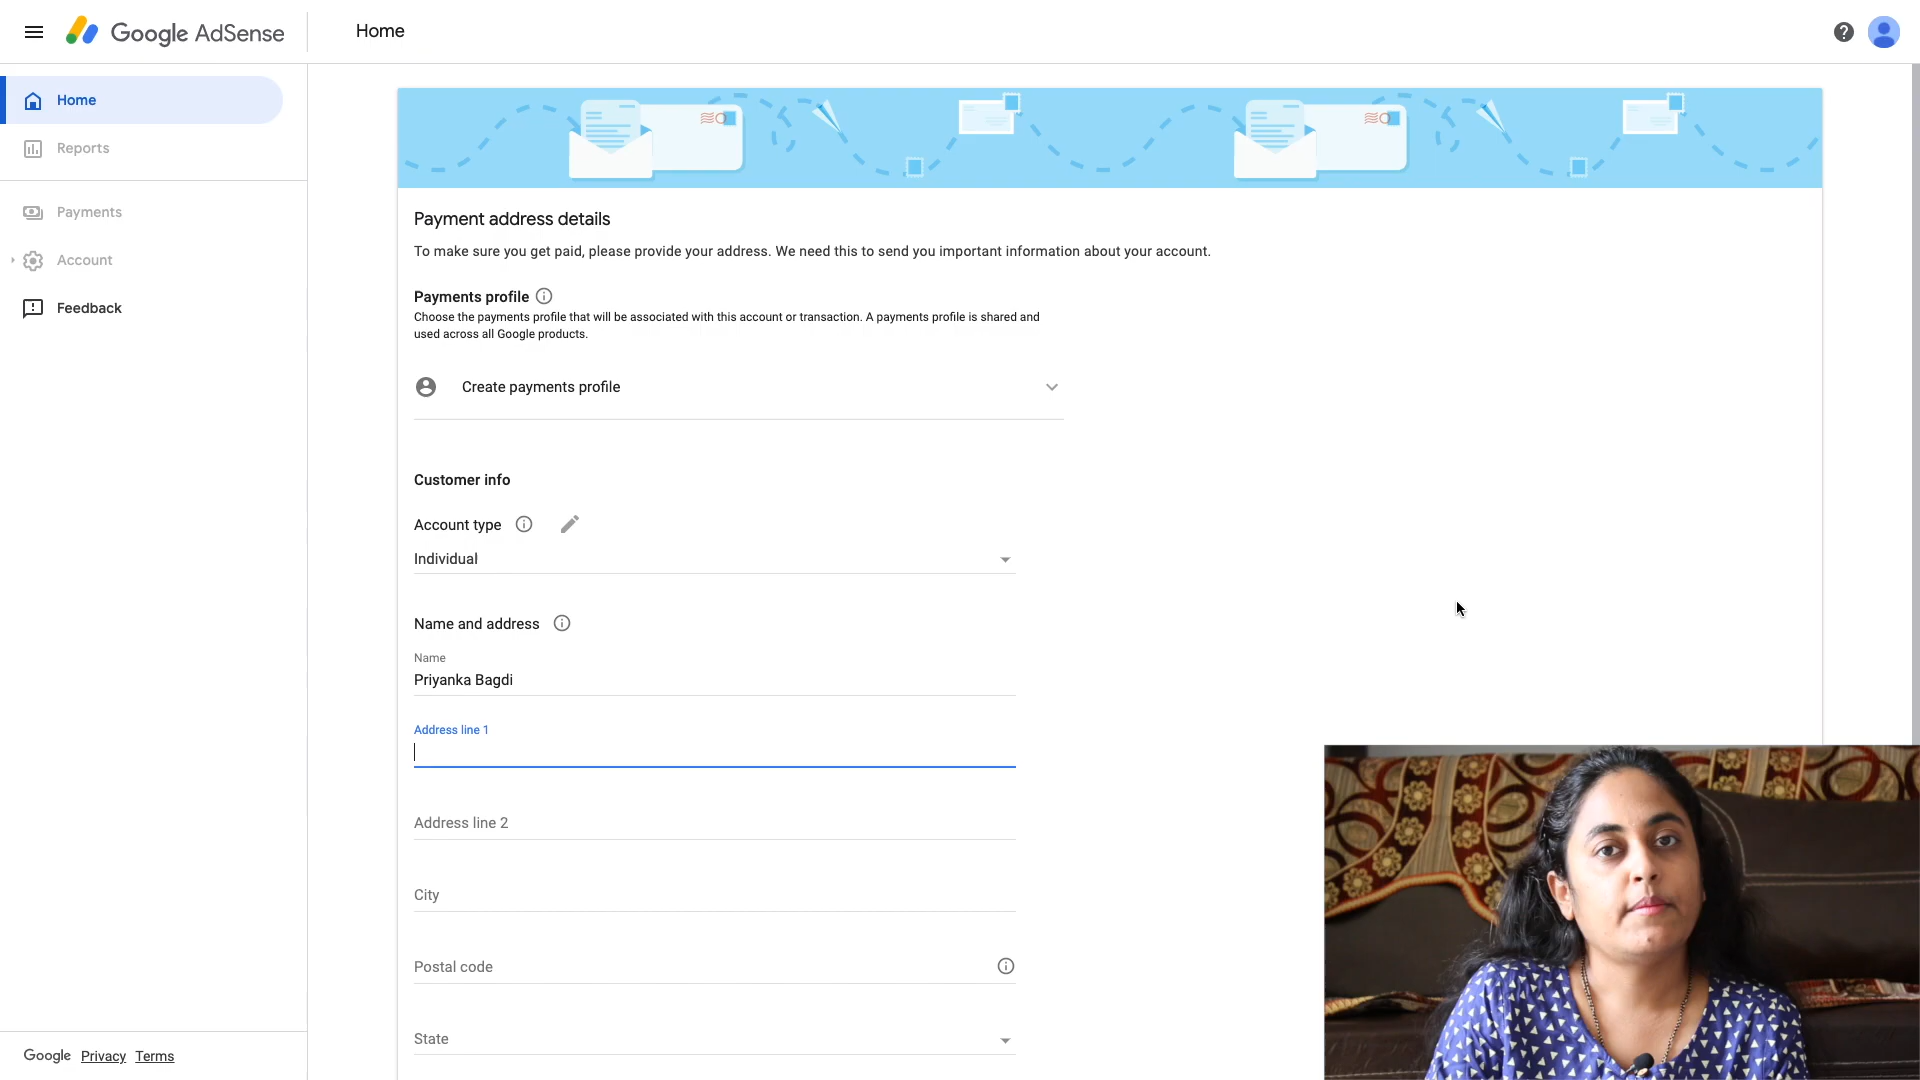 Google AdSense
Home
Home
Reports
Payments
Account
Feedback
Payment address details
To make sure you get paid, please provide your address. We need this to send you important information about your account.
Payments profile
Choose the payments profile that will be associated with this account or transaction. A payments profile is shared and
used across all Google products.
Create payments profile
Customer info
Account type
Individual
Name and address
Name
Priyanka Bagdi
Address line 1
Address line 2
City
Postal code
State
Google Privacy Terms